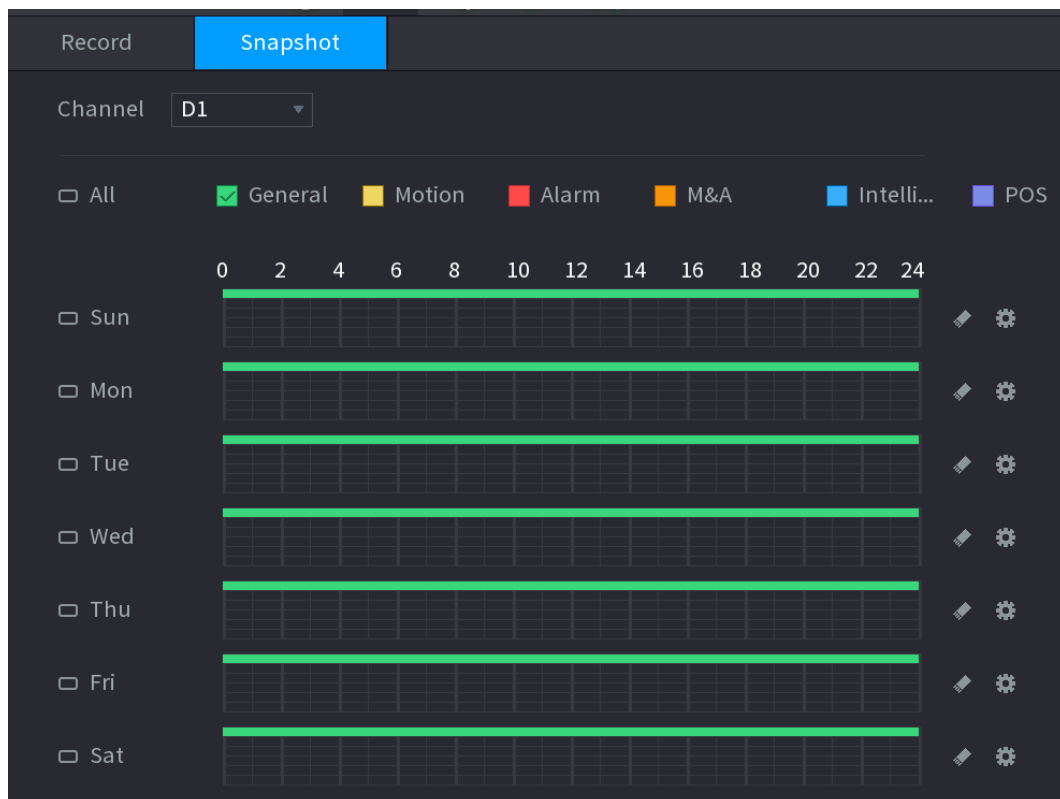 Record Snapshot
Channel D1
All General Motion Alarm M&A Intelli... POS
0 2 4 6 8 10 12 14 16 18 20 22 24
Sun
Mon
Tue
Wed
Thu
Fri
Sat